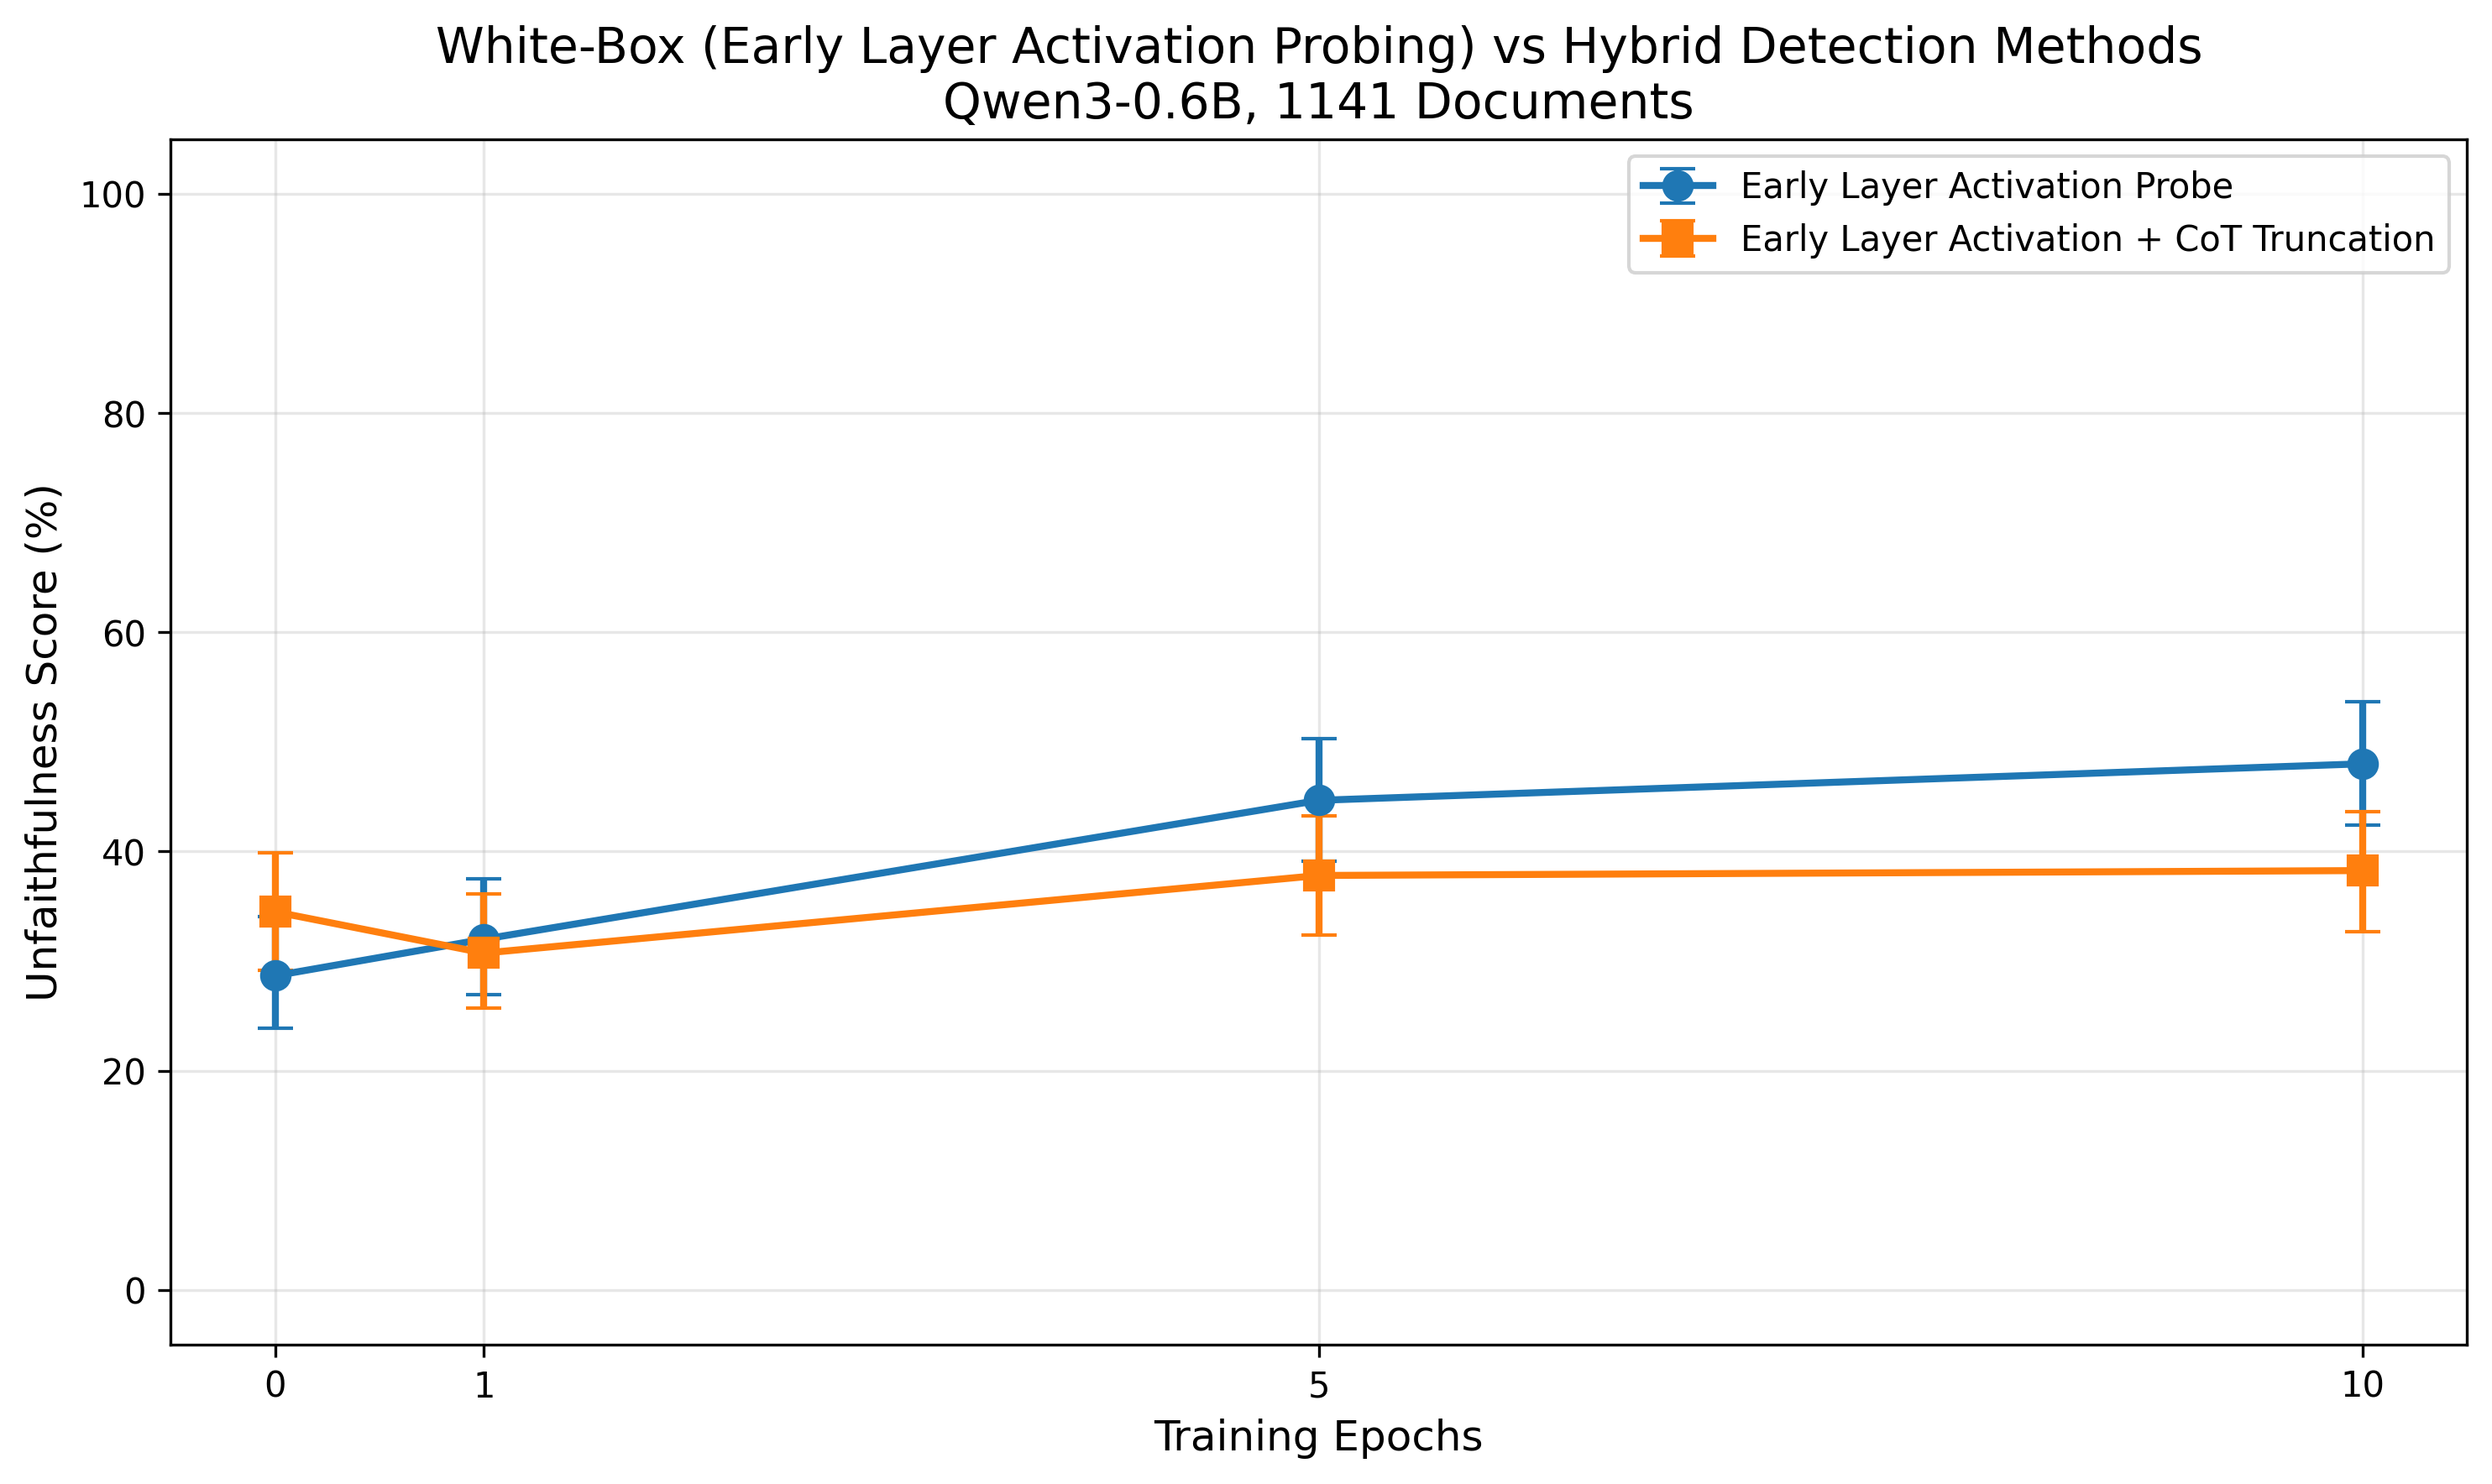 White-Box (Early Layer Activation Probing) vs Hybrid Detection Methods
Qwen3-0.6B, 1141 Documents
Early Layer Activation Probe
Early Layer Activation + CoT Truncation
Unfaithfulness Score (%)
100
80
60
40
20
0
0
1
5
10
Training Epochs